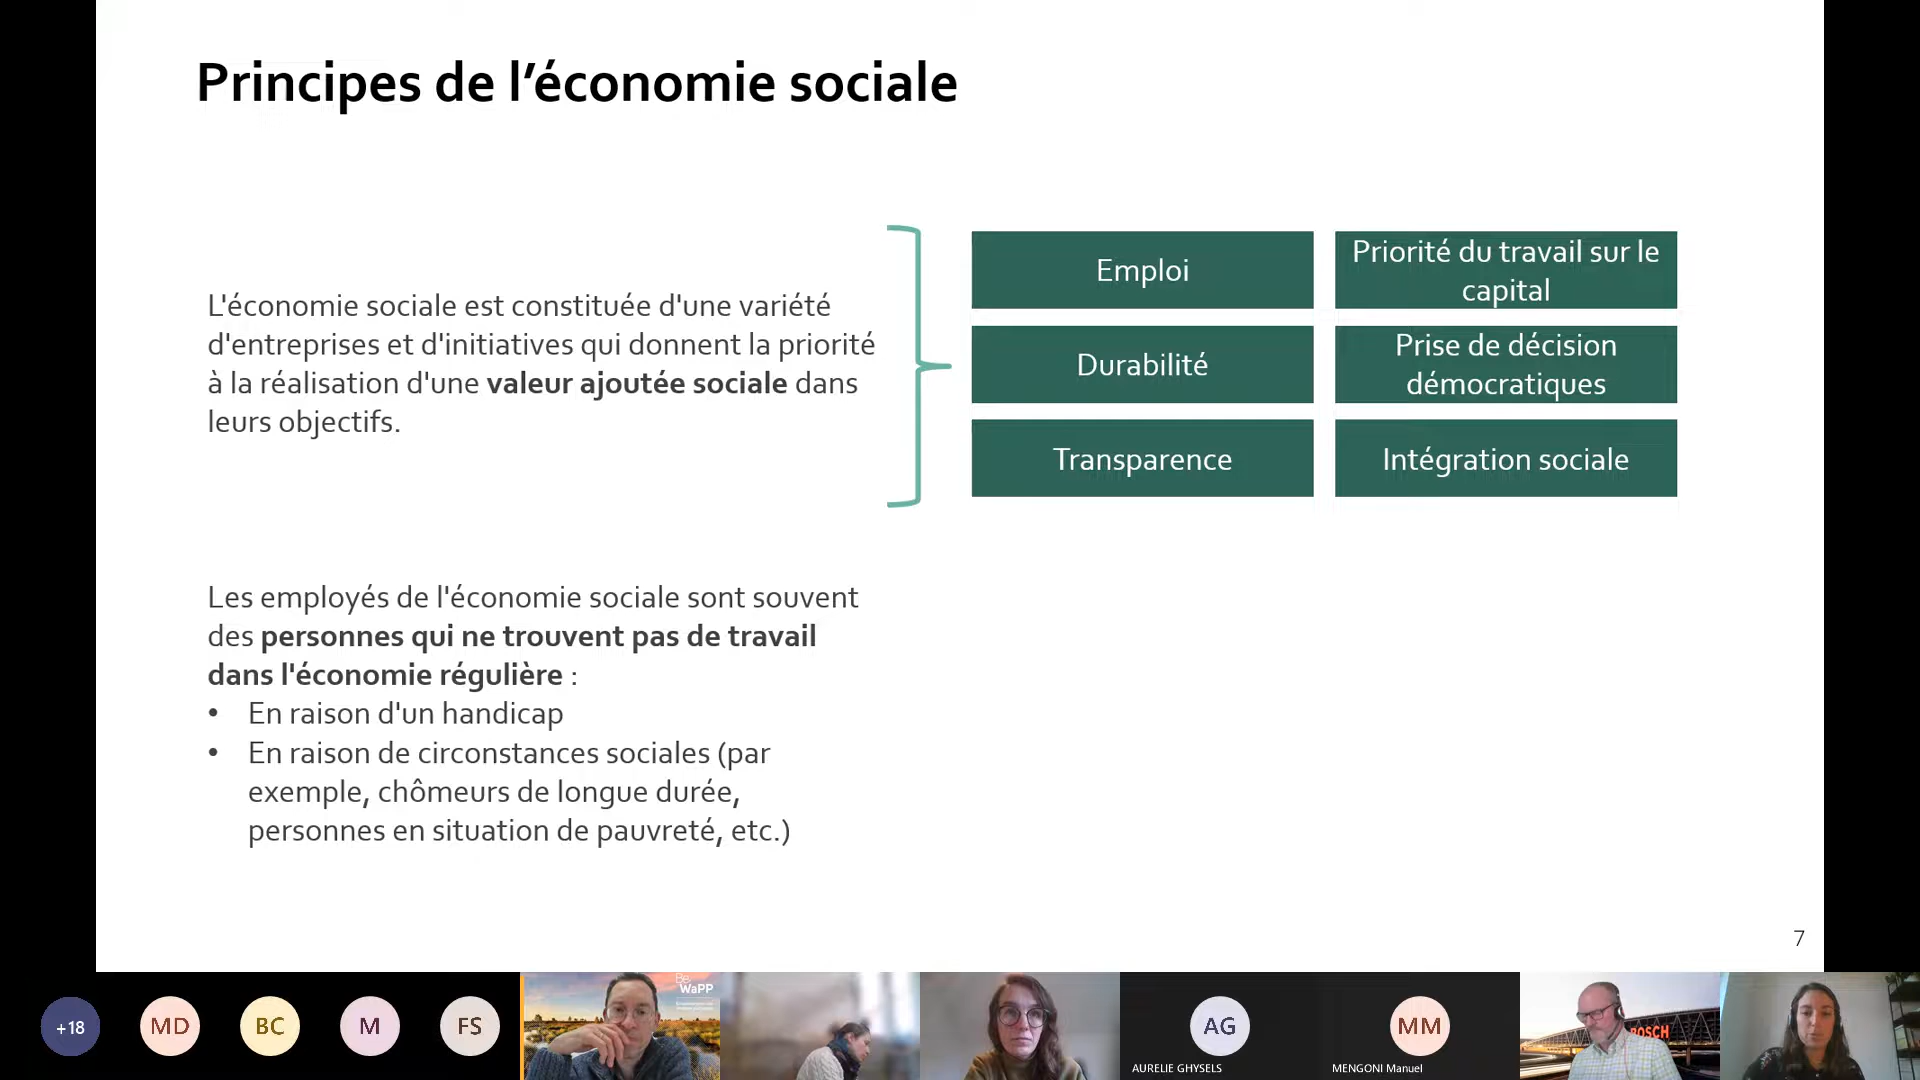 Principes de l’économie sociale
L'économie sociale est constituée d'une variété
d'entreprises et d'initiatives qui donnent la priorité
à la réalisation d'une valeur ajoutée sociale dans
leurs objectifs.
Emploi
Priorité du travail sur le
capital
Durabilité
Prise de décision
démocratiques
Transparence
Intégration sociale
Les employés de l'économie sociale sont souvent
des personnes qui ne trouvent pas de travail
dans l'économie régulière :
• En raison d'un handicap
• En raison de circonstances sociales (par
exemple, chômeurs de longue durée,
personnes en situation de pauvreté, etc.)
7
+18
MD
BC
M
FS
Be
WaPP
AG
AURELIE GHYSELS
MM
MENGONI Manuel
BOSCH